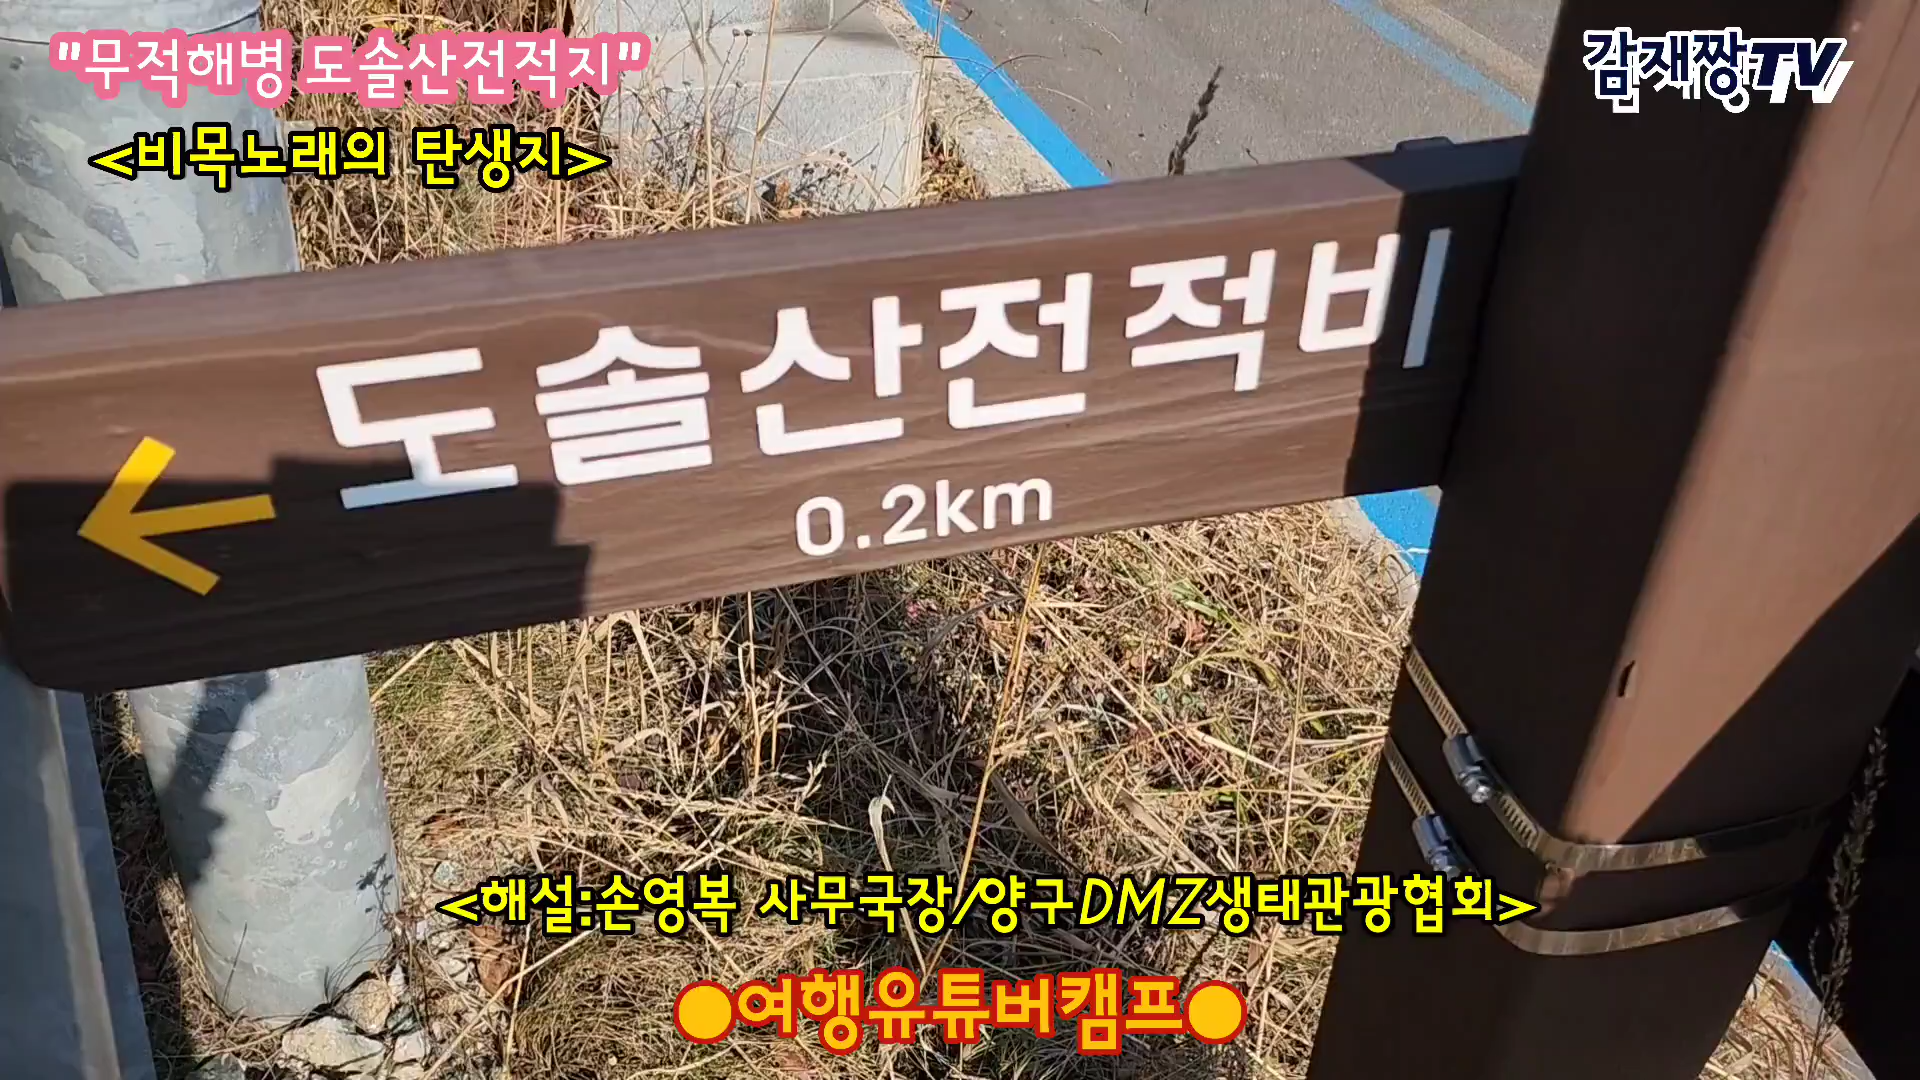 "무적해병 도솔산전적지"
감재짱TV
<비목노래의 탄생지>
도솔산전적비
0.2km
<해설:손영복 사무국장/양구DMZ생태관광협회>
●여행유튜버캠프●